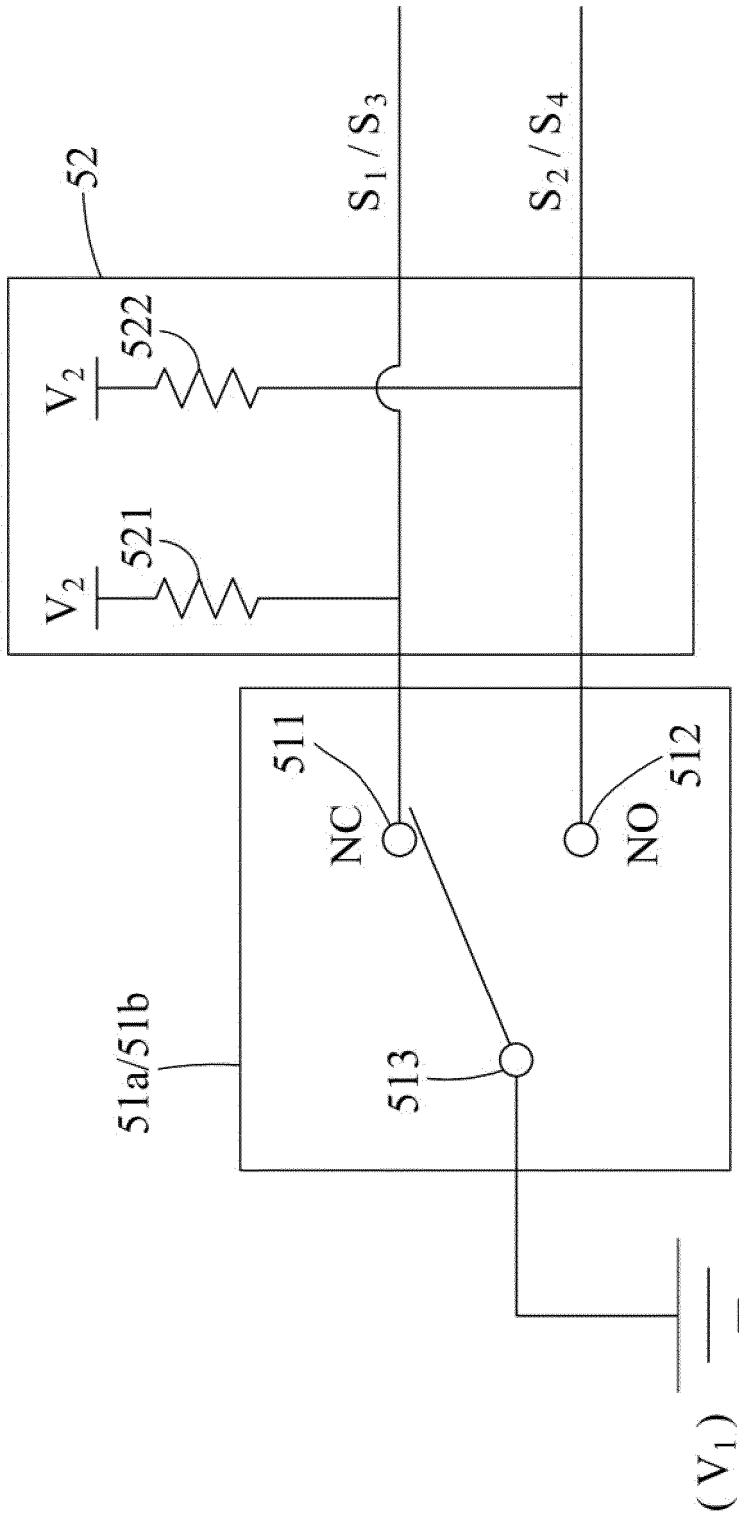 52
V₂
522
V₂
521
S₁ / S₃
S₂ / S₄
51a/51b
NC
511
NO
512
513
( V₁ )